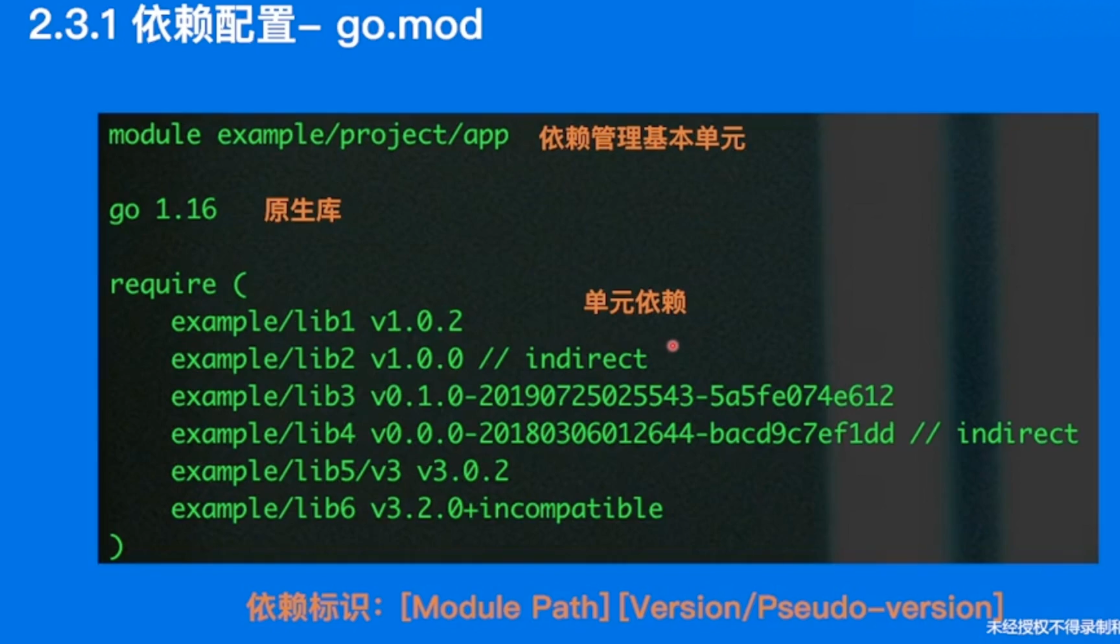 2.3.1 依赖配置- go.mod
module example/project/app 依赖管理基本单元
go 1.16 原生库
require (
单元依赖
example/lib1 v1.0.2
example/lib2 v1.0.0 // indirect
example/lib3 v0.1.0-20190725025543-5a5fe074e612
example/lib4 v0.0.0-20180306012644-bacd9c7ef1dd // indirect
example/lib5/v3 v3.0.2
example/lib6 v3.2.0+incompatible
)
依赖标识：[Module Path][Version/Pseudo-version]
未经授权不得录制